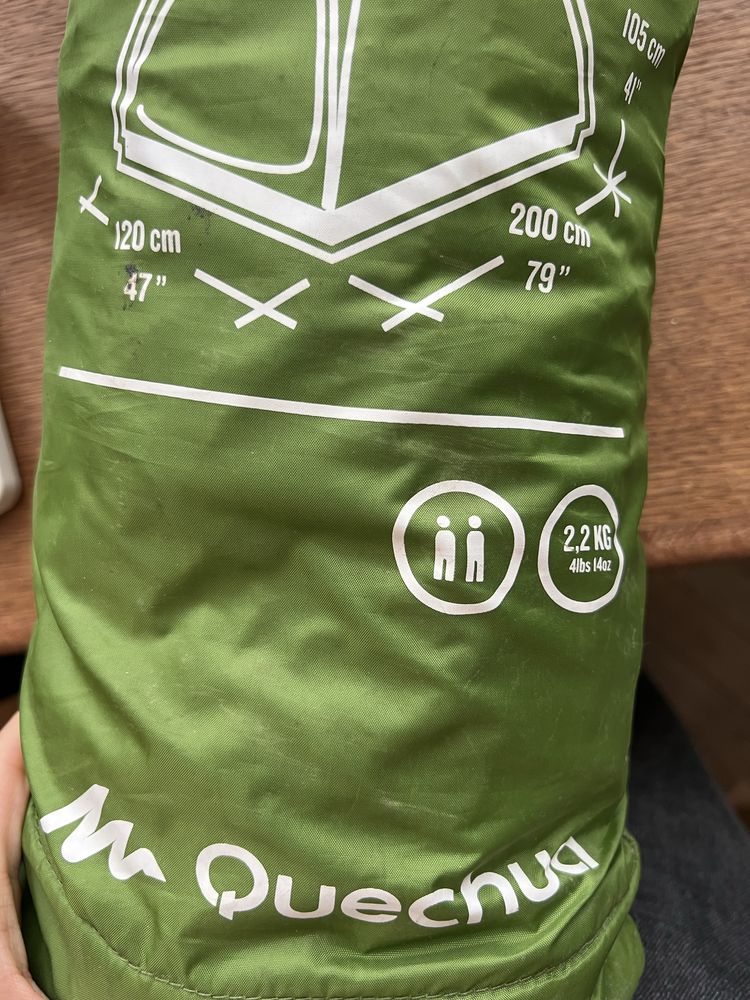 105 cm
41"
120 cm
47"
200 cm
79"
2,2 KG
4lbs 14oz
Quechua